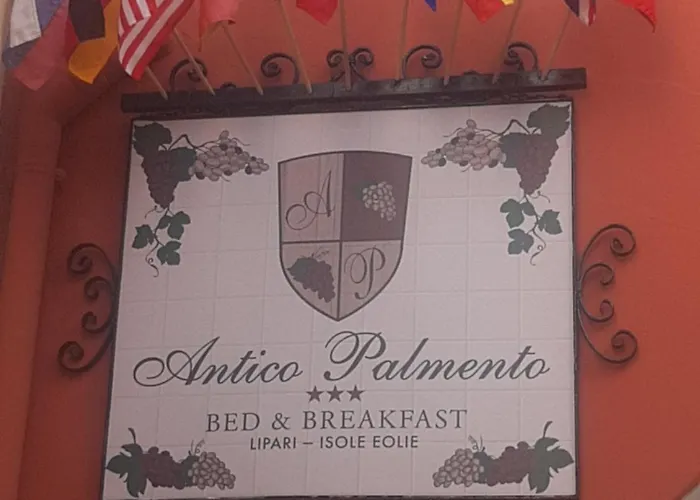 A
P
Antico Palmento
★★★
BED & BREAKFAST
LIPARI – ISOLE EOLIE